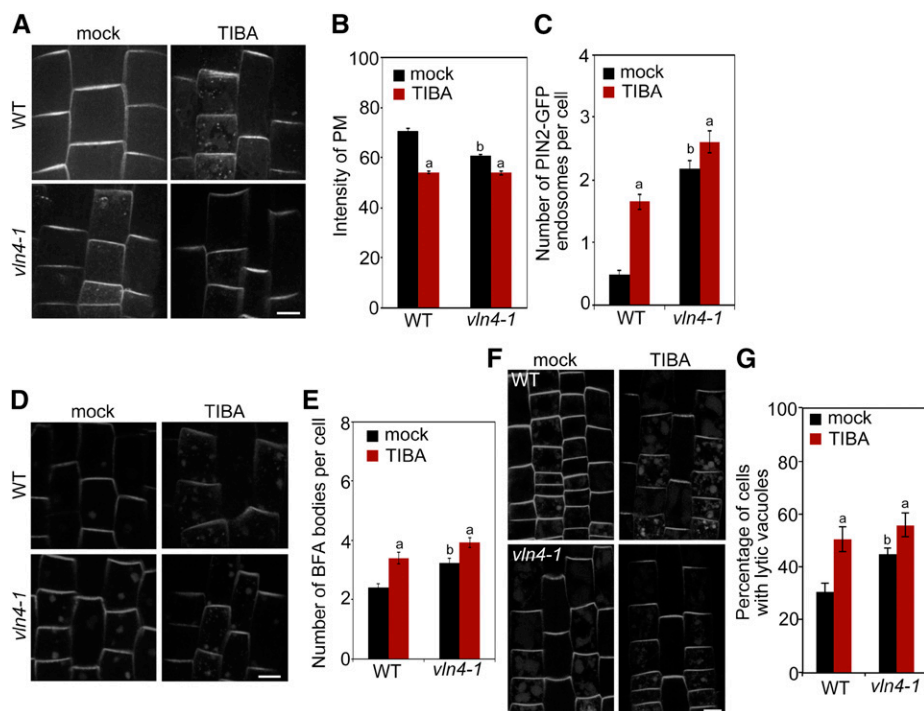 A
mock
TIBA
WT
vln4-1
B
Intensity of PM
100
80
60
40
20
0
mock
TIBA
a
b
a
WT
vln4-1
C
Number of PIN2-GFP
endosomes per cell
4
3
2
1
0
mock
TIBA
a
b
a
WT
vln4-1
D
mock
TIBA
WT
vln4-1
E
Number of BFA bodies per cell
8
6
4
2
0
mock
TIBA
a
b
a
WT
vln4-1
F
mock
TIBA
WT
vln4-1
G
Percentage of cells
with lytic vacuoles
100
80
60
40
20
0
mock
TIBA
a
b
a
WT
vln4-1